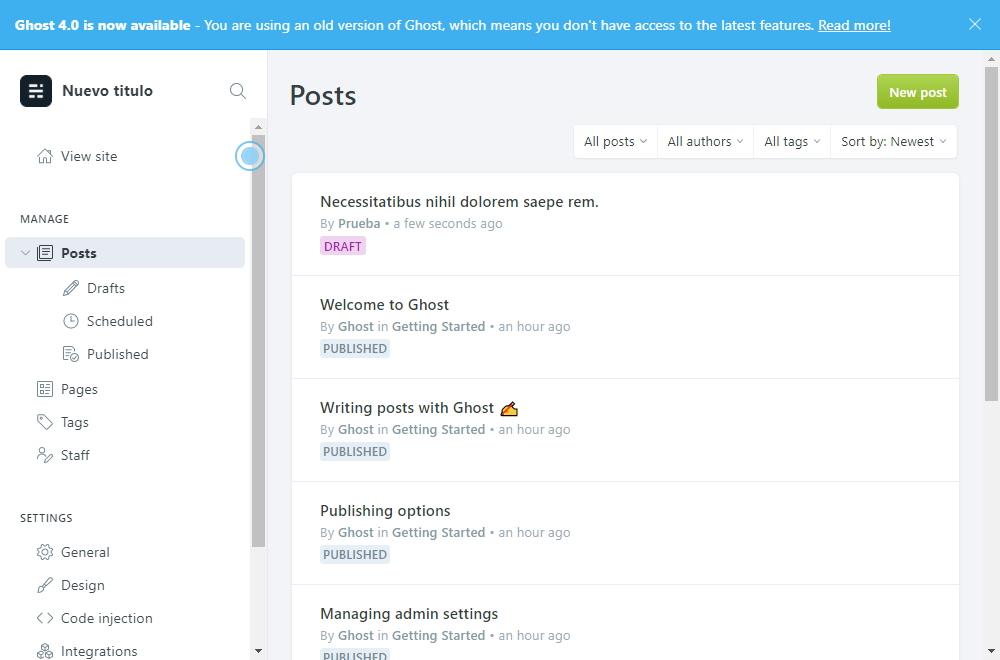 Ghost 4.0 is now available - You are using an old version of Ghost, which means you don't have access to the latest features. Read more!
Nuevo titulo
View site
MANAGE
Posts
Drafts
Scheduled
Published
Pages
Tags
Staff
SETTINGS
General
Design
Code injection
Integrations
Posts
New post
All posts
All authors
All tags
Sort by: Newest
Necessitatibus nihil dolorem saepe rem.
By Prueba • a few seconds ago
DRAFT
Welcome to Ghost
By Ghost in Getting Started • an hour ago
PUBLISHED
Writing posts with Ghost ✍️
By Ghost in Getting Started • an hour ago
PUBLISHED
Publishing options
By Ghost in Getting Started • an hour ago
PUBLISHED
Managing admin settings
By Ghost in Getting Started • an hour ago
PUBLISHED